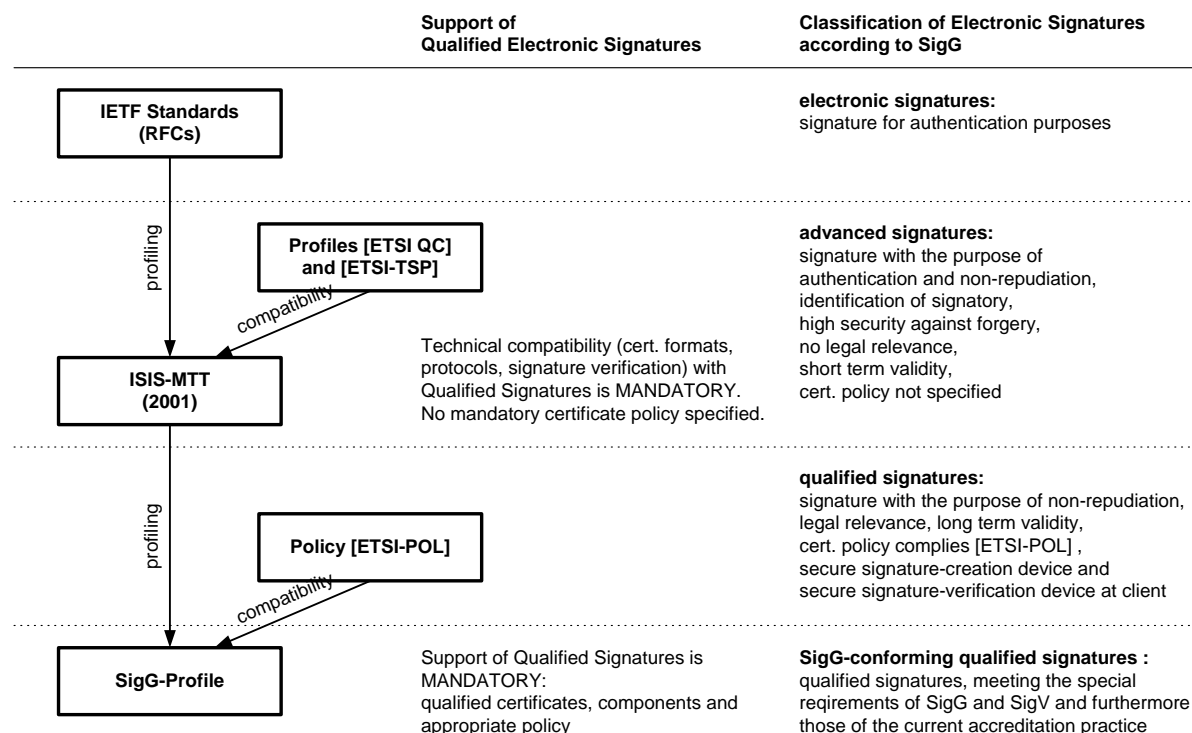 Support of
Qualified Electronic Signatures
Classification of Electronic Signatures
according to SigG
IETF Standards
(RFCs)
electronic signatures:
signature for authentication purposes
profiling
Profiles [ETSI QC]
and [ETSI-TSP]
compatibility
advanced signatures:
signature with the purpose of
authentication and non-repudiation,
identification of signatory,
high security against forgery,
no legal relevance,
short term validity,
cert. policy not specified
ISIS-MTT
(2001)
Technical compatibility (cert. formats,
protocols, signature verification) with
Qualified Signatures is MANDATORY.
No mandatory certificate policy specified.
profiling
Policy [ETSI-POL]
compatibility
qualified signatures:
signature with the purpose of non-repudiation,
legal relevance, long term validity,
cert. policy complies [ETSI-POL] ,
secure signature-creation device and
secure signature-verification device at client
SigG-Profile
Support of Qualified Signatures is
MANDATORY:
qualified certificates, components and
appropriate policy
SigG-conforming qualified signatures :
qualified signatures, meeting the special
reqirements of SigG and SigV and furthermore
those of the current accreditation practice